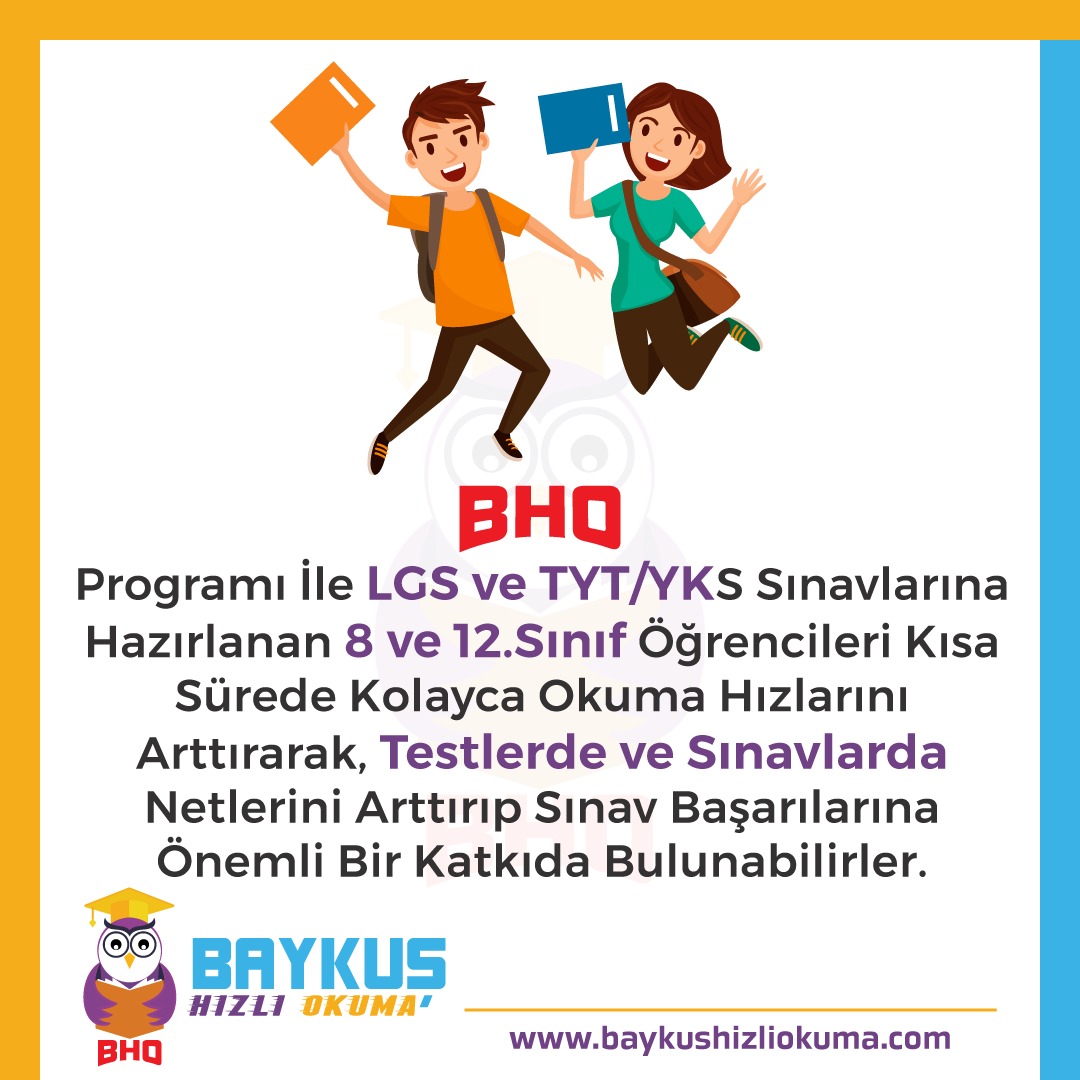 BHO
Programı İle LGS ve TYT/YKS Sınavlarına
Hazırlanan 8 ve 12.Sınıf Öğrencileri Kısa
Sürede Kolayca Okuma Hızlarını
Arttırarak, Testlerde ve Sınavlarda
Netlerini Arttırıp Sınav Başarılarına
Önemli Bir Katkıda Bulunabilirler.
BHO
BAYKUS
HIZLI OKUMA'
BHO
www.baykushizliokuma.com